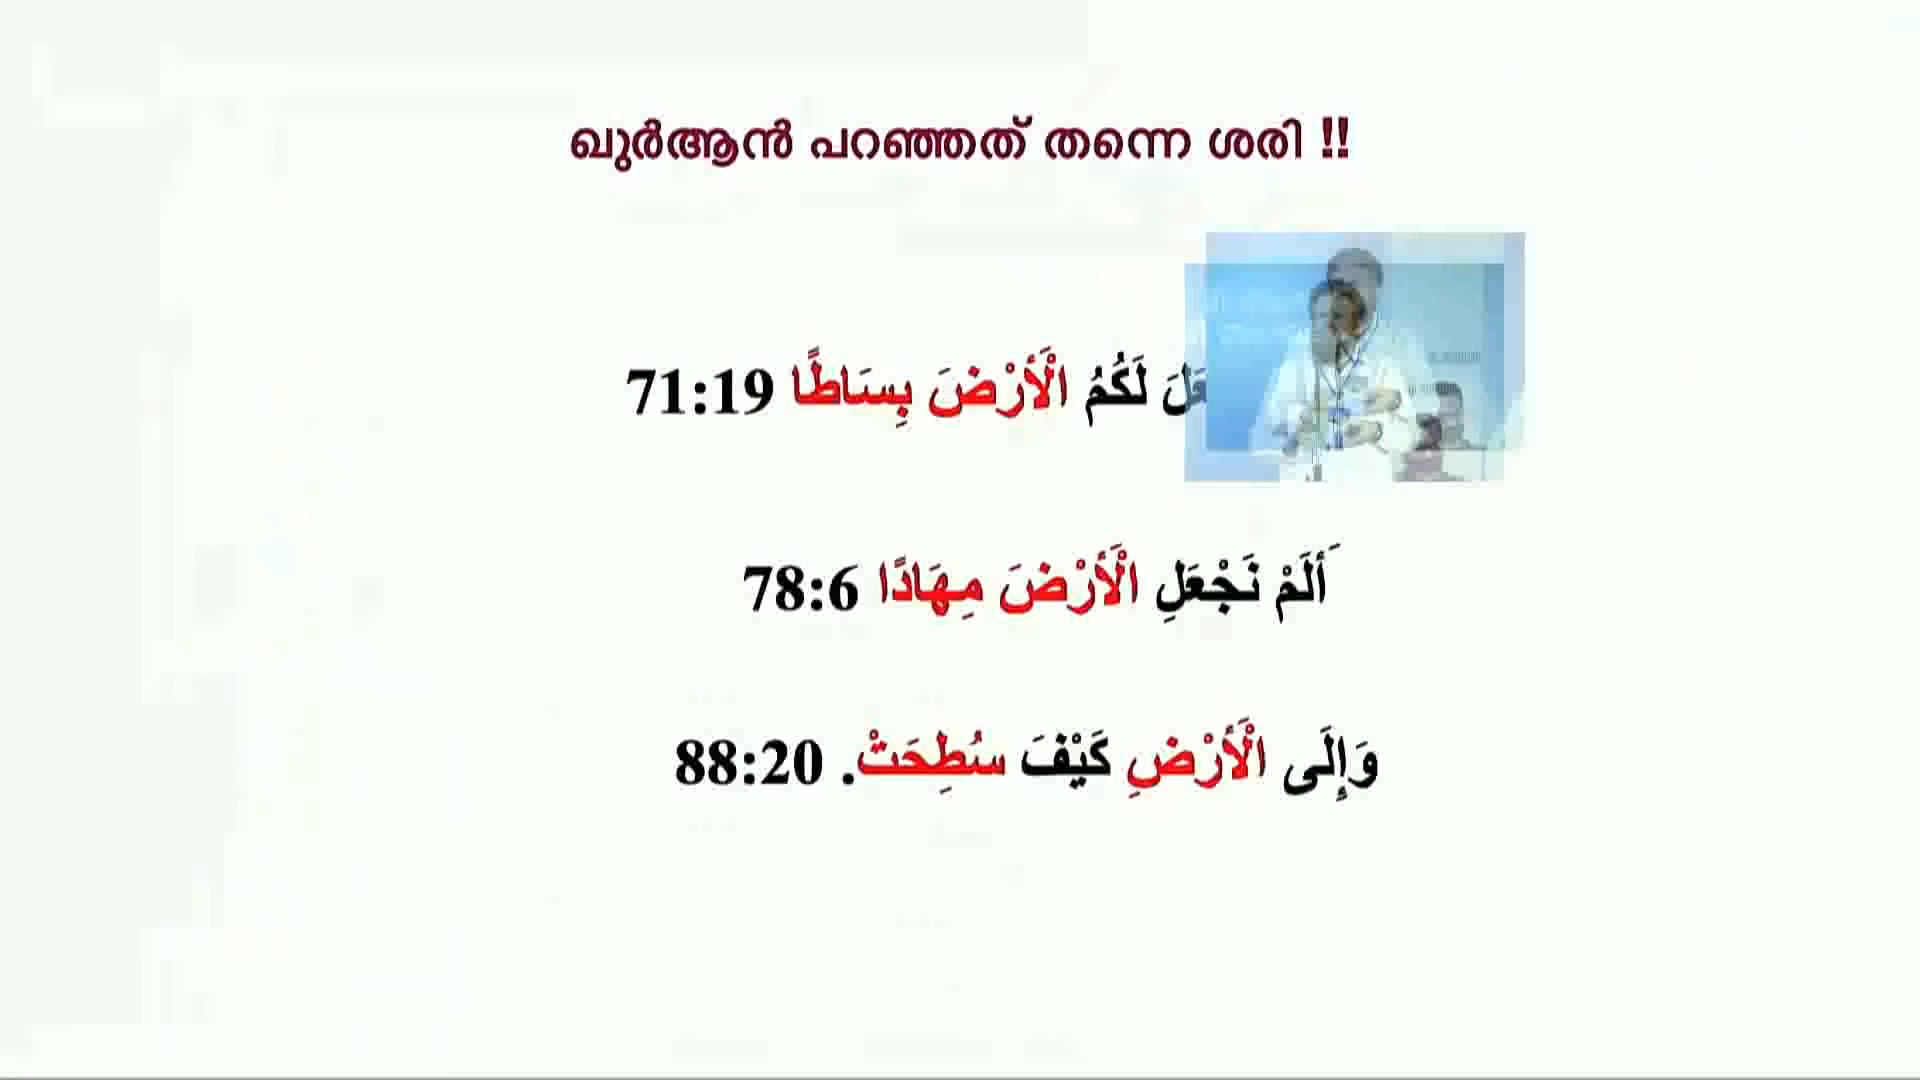 ഖുർആൻ പറഞ്ഞത് തന്നെ ശരി !!
لَكُمُ الْأَرْضَ بِسَاطًا 71:19
أَلَمْ نَجْعَلِ الْأَرْضَ مِهَادًا 78:6
وَإِلَى الْأَرْضِ كَيْفَ سُطِحَتْ. 88:20